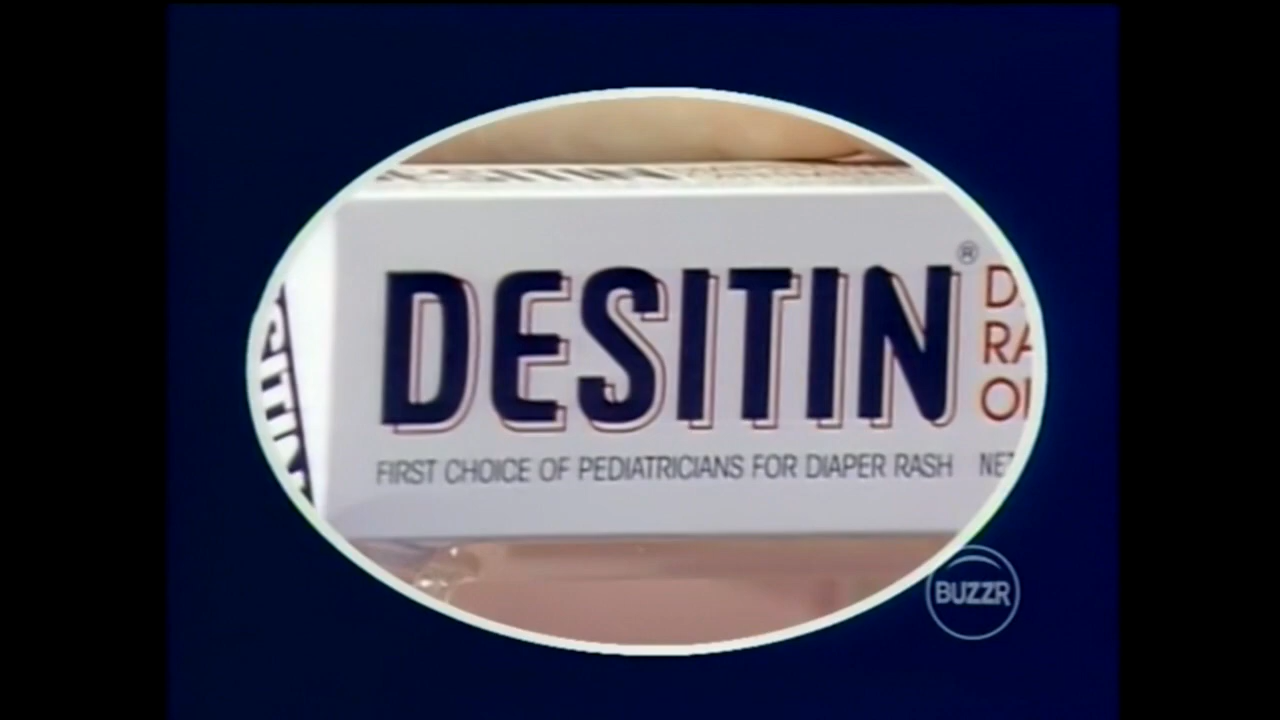 DESITIN®
FIRST CHOICE OF PEDIATRICIANS FOR DIAPER RASH
BUZZR